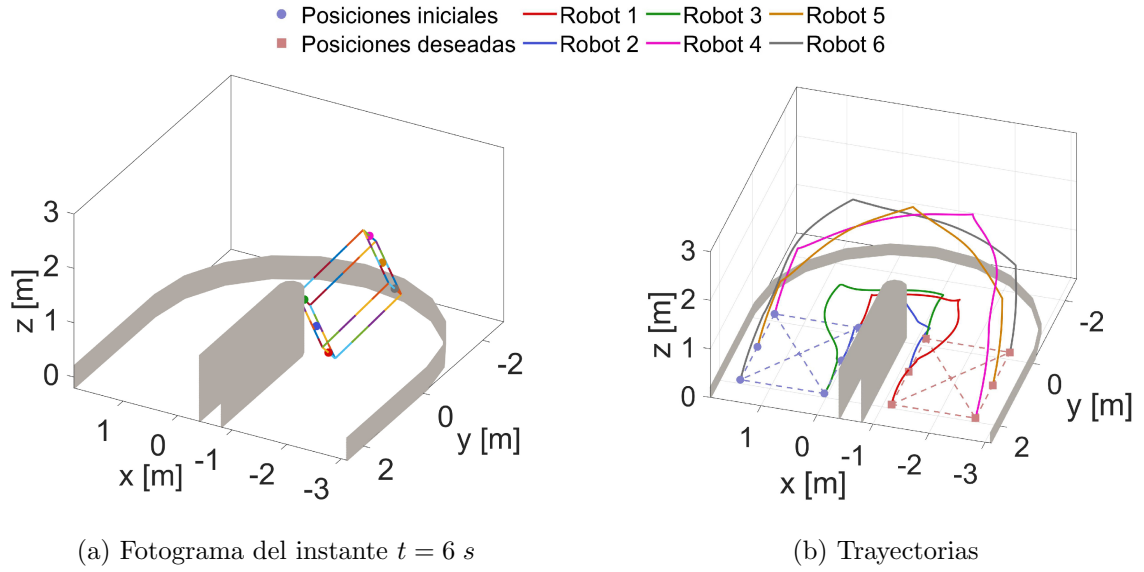 Posiciones iniciales Robot 1 Robot 3 Robot 5
Posiciones deseadas Robot 2 Robot 4 Robot 6
3
2
1
0
z [m]
1
0
-1
-2
-3
x [m]
-2
0
2
y [m]
3
2
1
0
z [m]
1
0
-1
-2
-3
x [m]
-2
0
2
y [m]
(a) Fotograma del instante t = 6 s
(b) Trayectorias